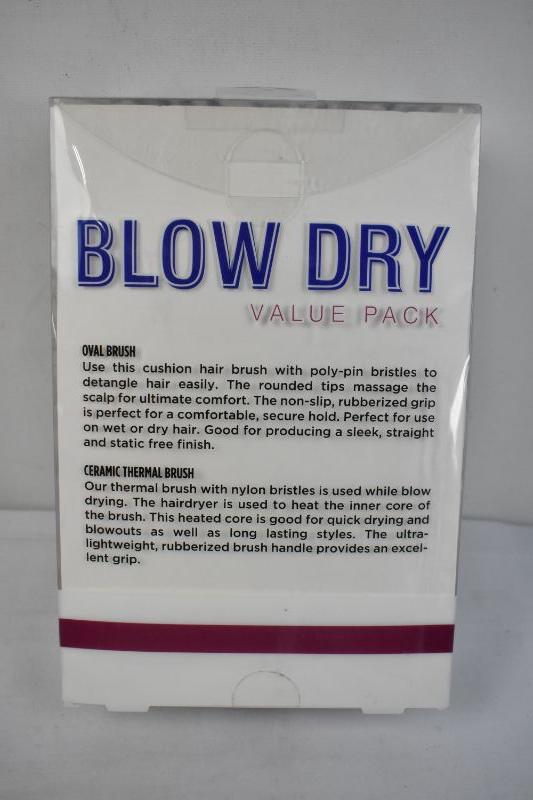 BLOW DRY
VALUE PACK
OVAL BRUSH
Use this cushion hair brush with poly-pin bristles to
detangle hair easily. The rounded tips massage the
scalp for ultimate comfort. The non-slip, rubberized grip
is perfect for a comfortable, secure hold. Perfect for use
on wet or dry hair. Good for producing a sleek, straight
and static free finish.
CERAMIC THERMAL BRUSH
Our thermal brush with nylon bristles is used while blow
drying. The hairdryer is used to heat the inner core of
the brush. This heated core is good for quick drying and
blowouts as well as long lasting styles. The ultra-
lightweight, rubberized brush handle provides an excel-
lent grip.